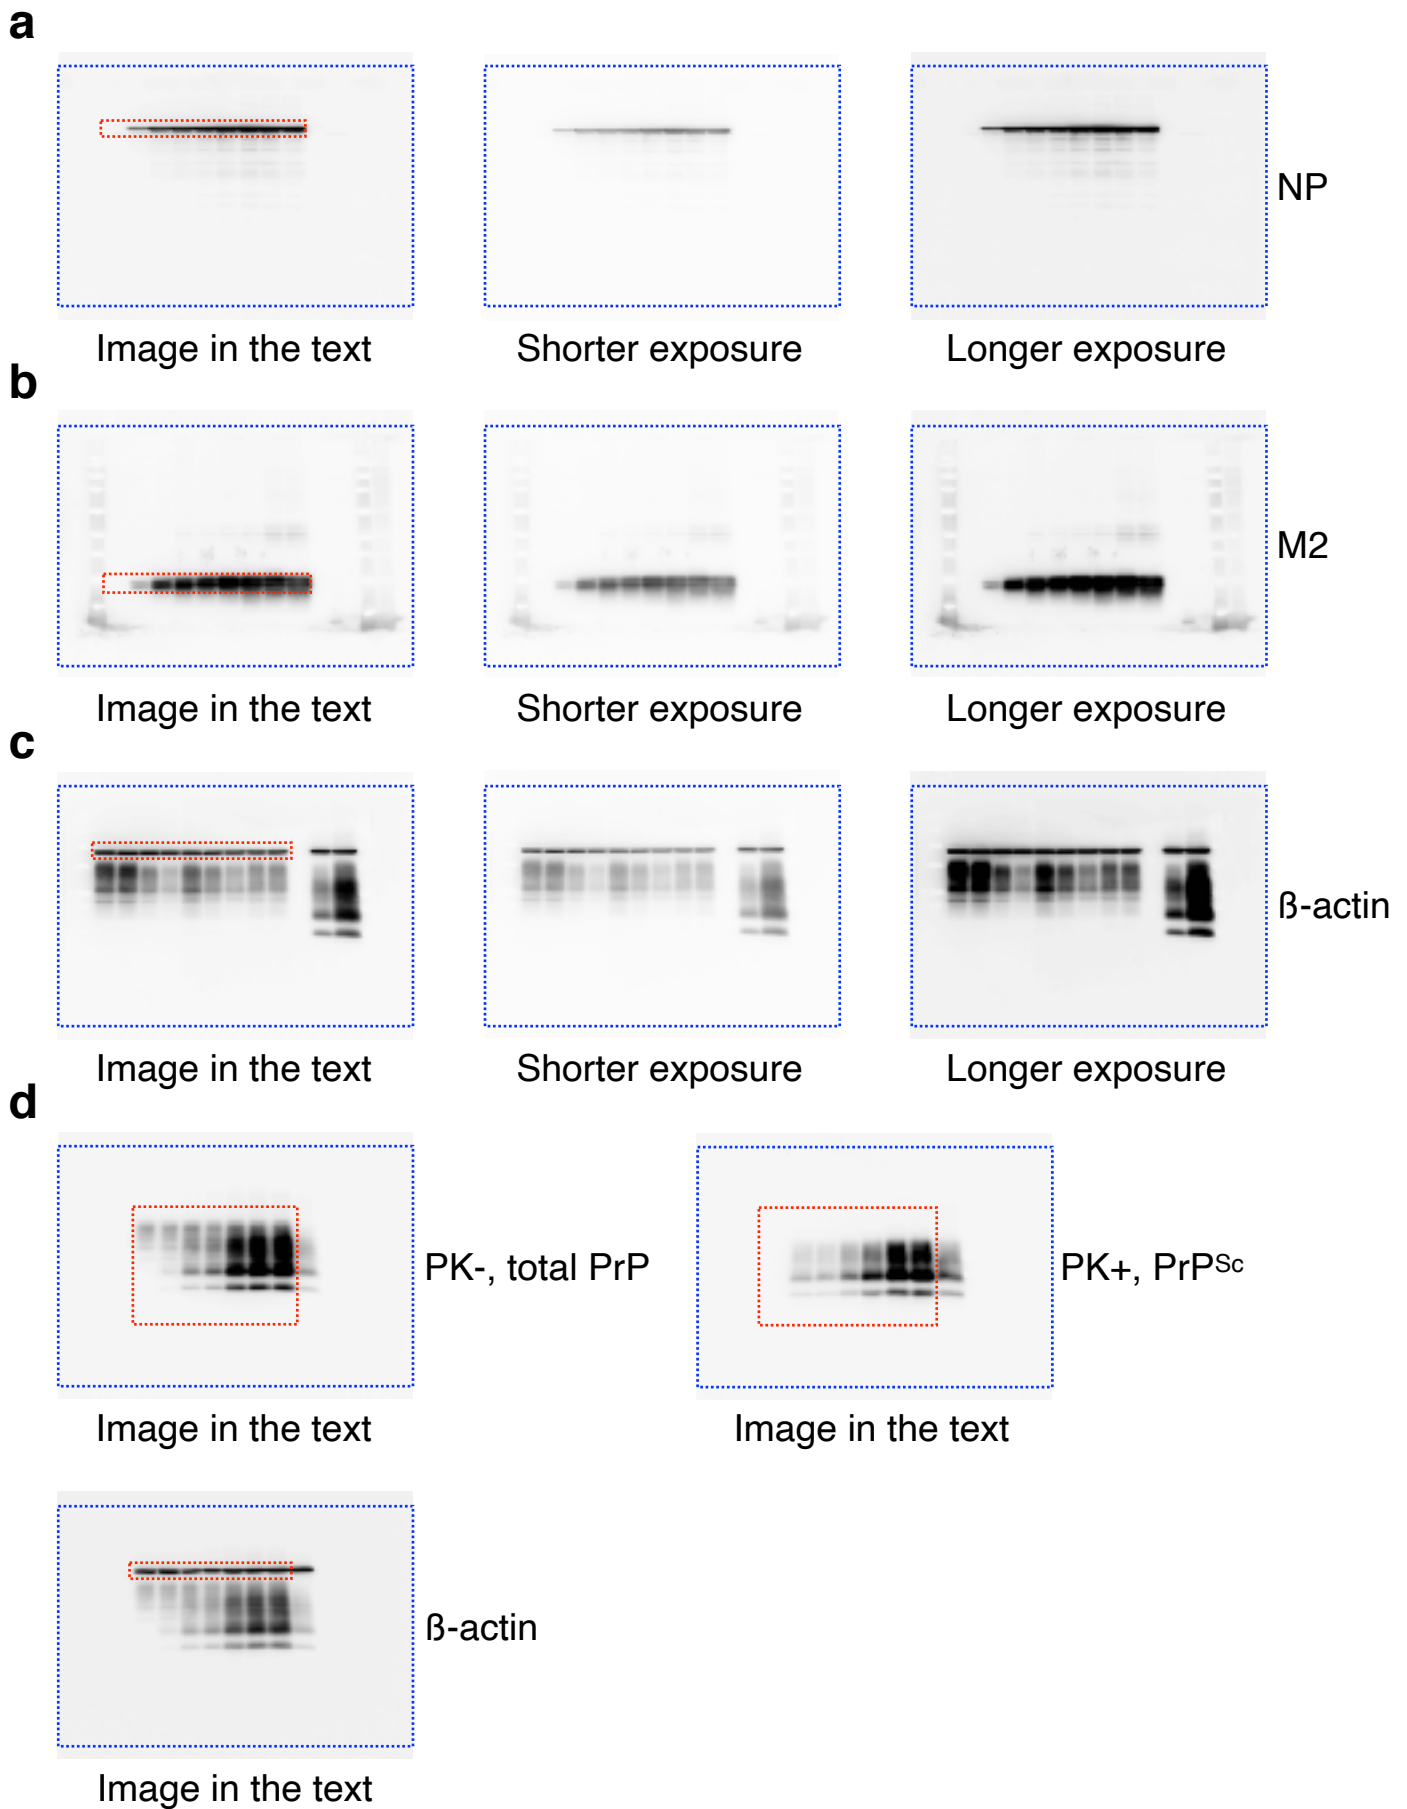 a
NP
Image in the text
Shorter exposure
Longer exposure
b
M2
Image in the text
Shorter exposure
Longer exposure
c
ß-actin
Image in the text
Shorter exposure
Longer exposure
d
PK-, total PrP
PK+, PrPSc
Image in the text
Image in the text
ß-actin
Image in the text